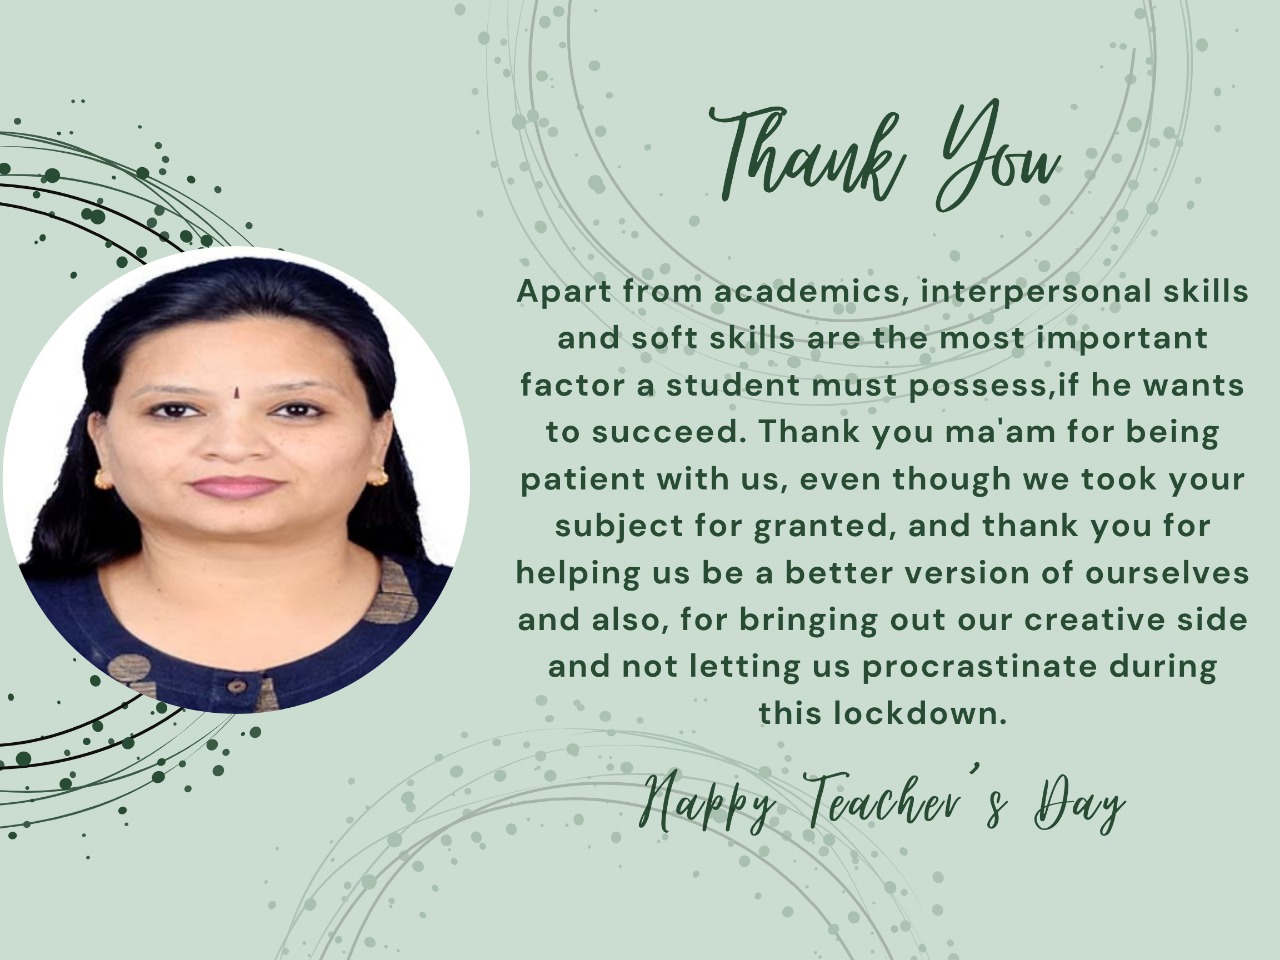 Thank You
Apart from academics, interpersonal skills
and soft skills are the most important
factor a student must possess,if he wants
to succeed. Thank you ma'am for being
patient with us, even though we took your
subject for granted, and thank you for
helping us be a better version of ourselves
and also, for bringing out our creative side
and not letting us procrastinate during
this lockdown.
Happy Teacher's Day